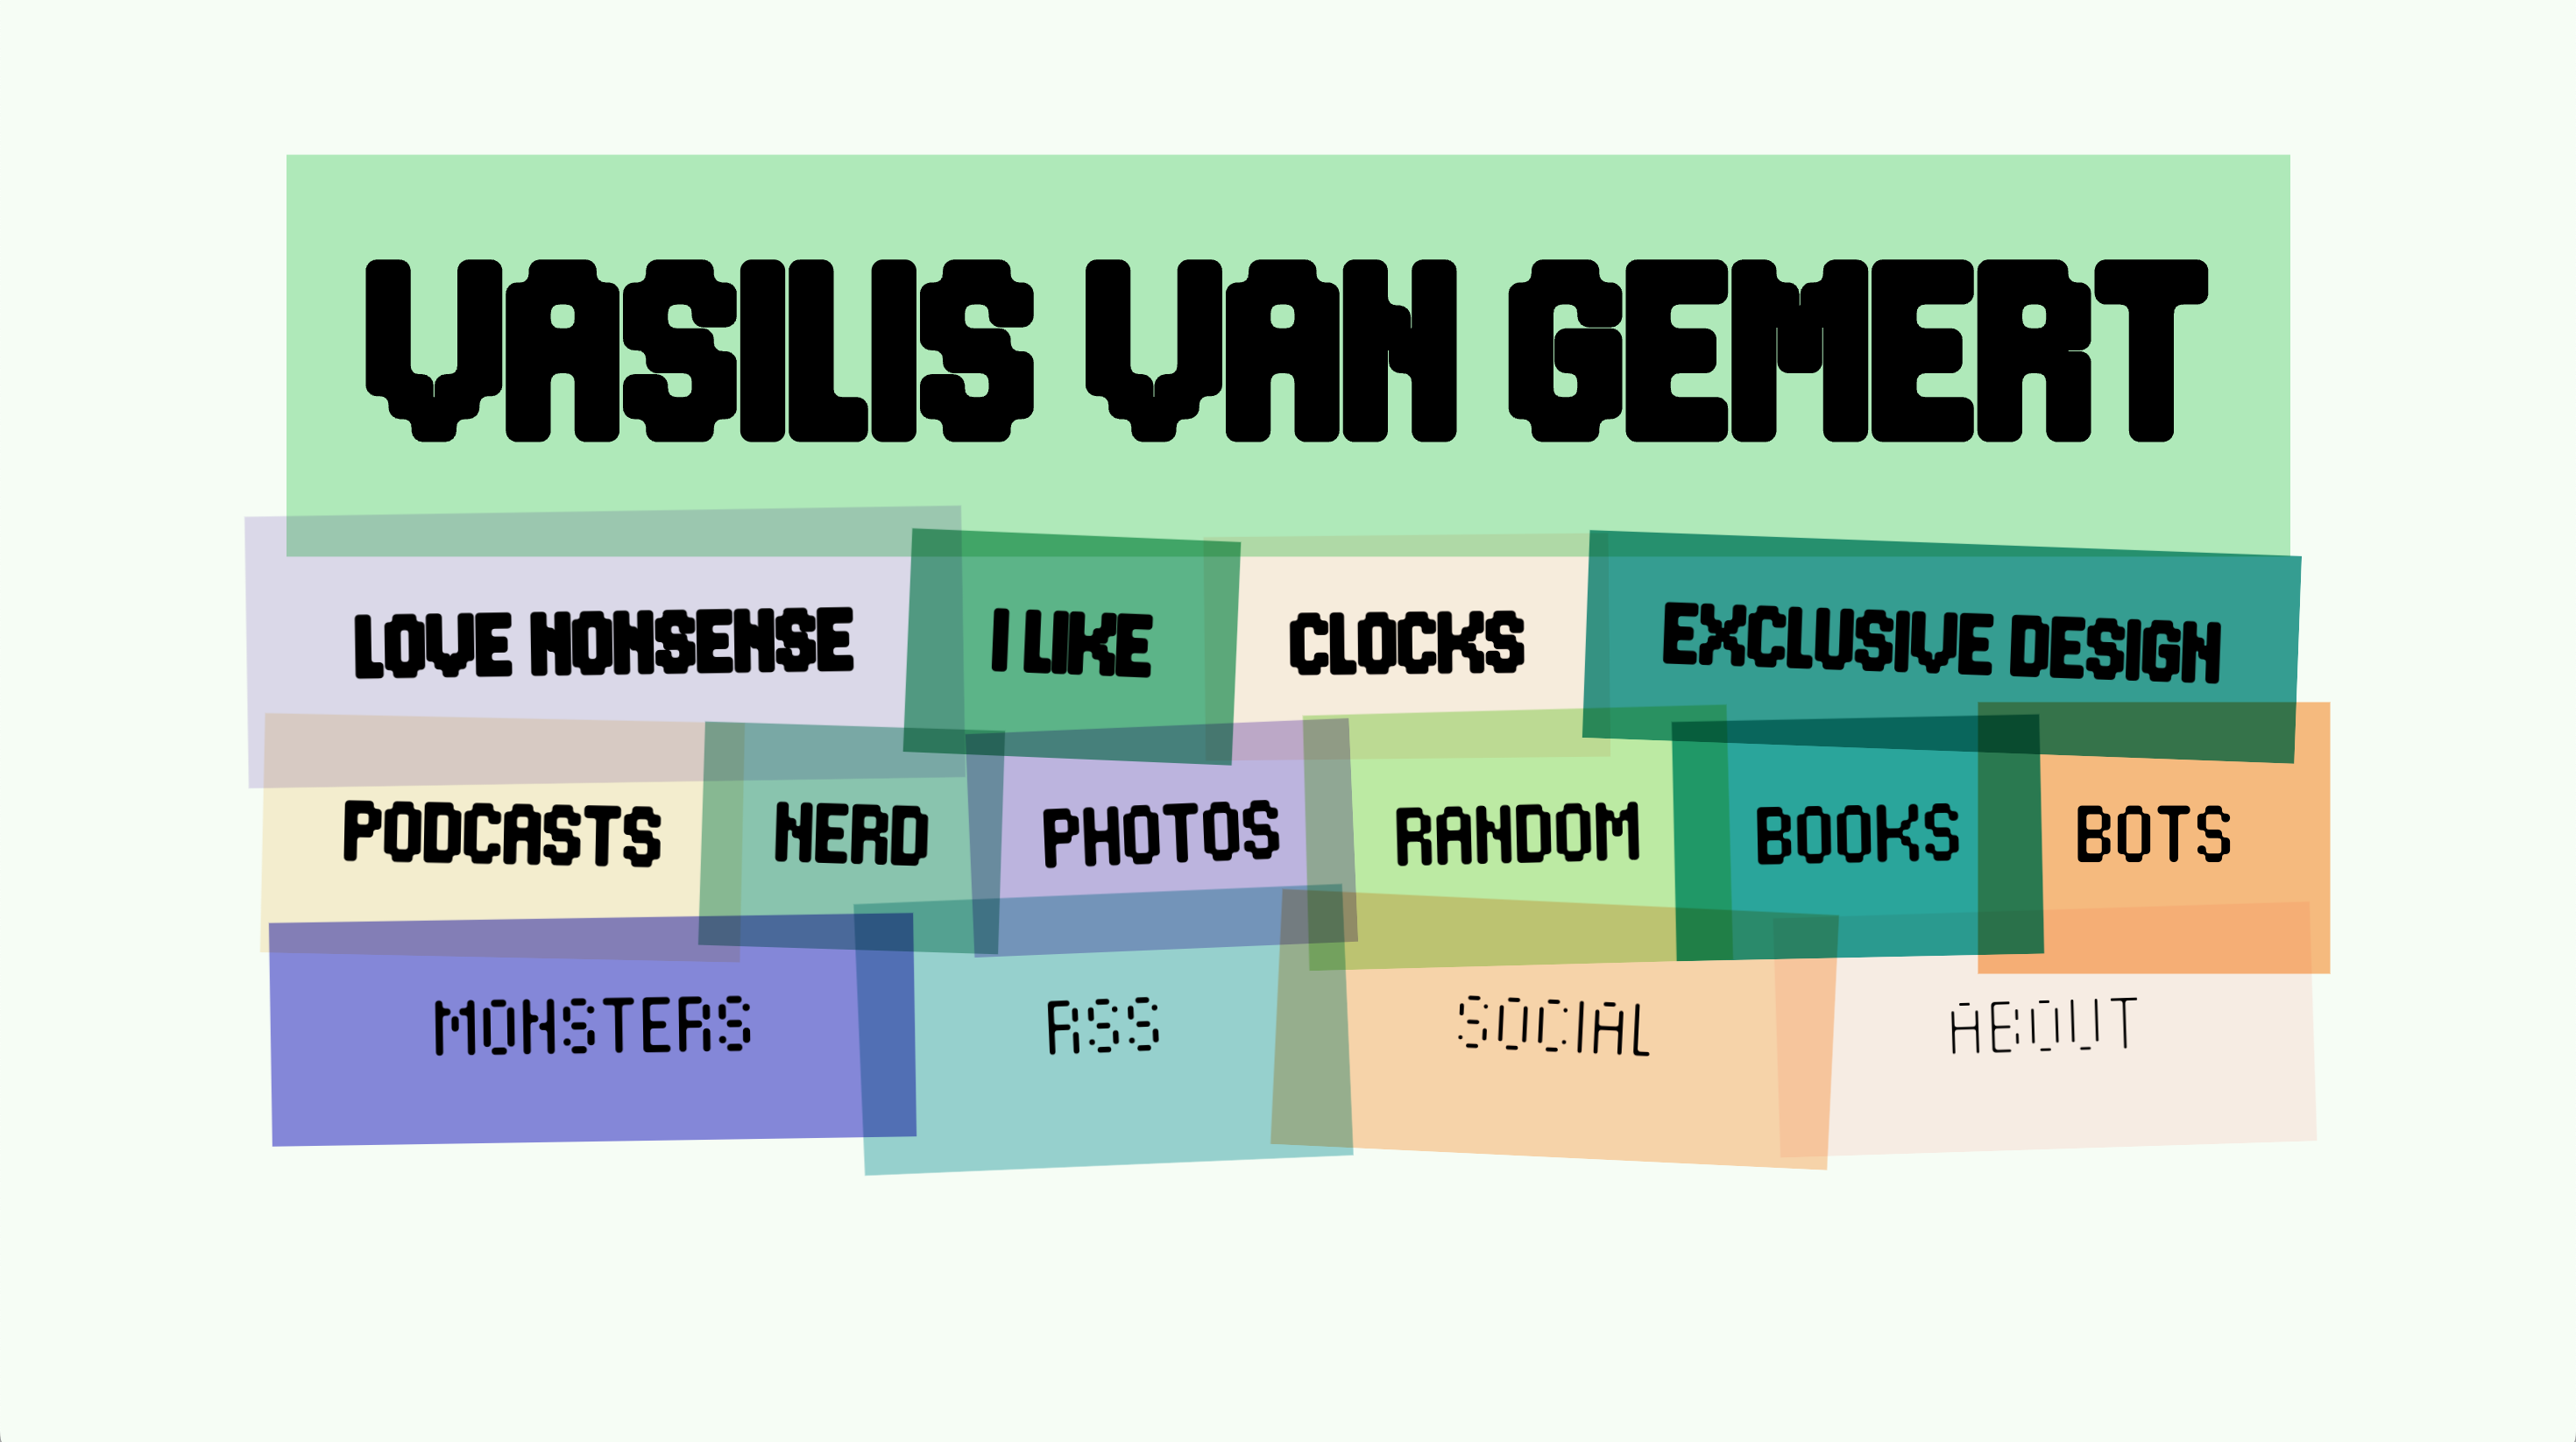 VASILIS VAN GEMERT
LOVE NONSENSE I LIKE CLOCKS EXCLUSIVE DESIGN
PODCASTS NERD PHOTOS RANDOM BOOKS BOTS
MONSTERS RSS SOCIAL ABOUT